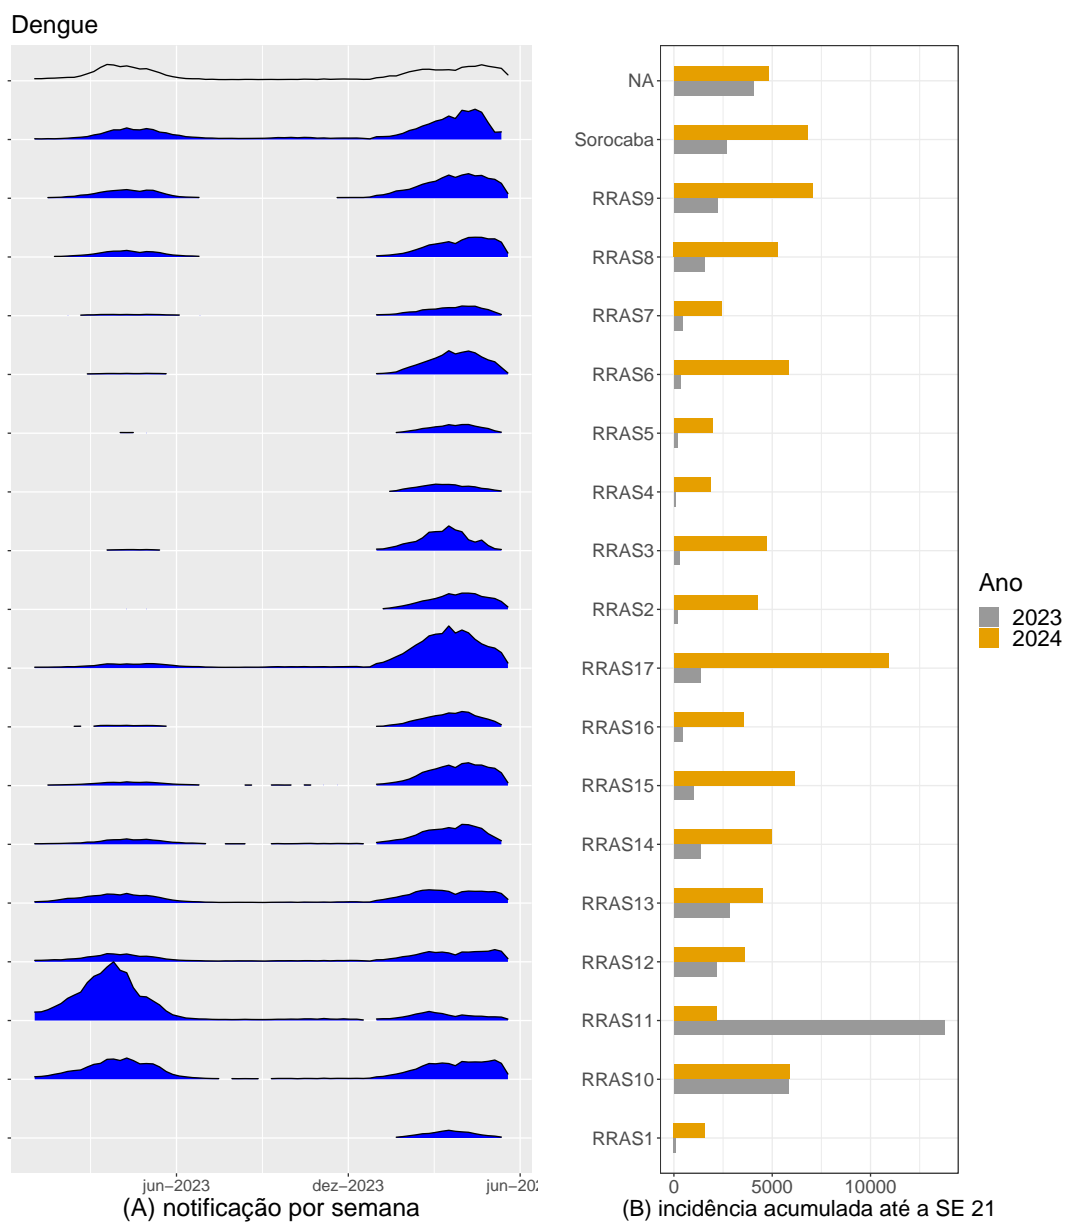 Dengue
NA
Sorocaba
RRAS9
RRAS8
RRAS7
RRAS6
RRAS5
RRAS4
RRAS3
RRAS2
RRAS17
RRAS16
RRAS15
RRAS14
RRAS13
RRAS12
RRAS11
RRAS10
RRAS1
Ano
2023
2024
jun–2023 dez–2023 jun–202
0 5000 10000
(A) notificação por semana
(B) incidência acumulada até a SE 21